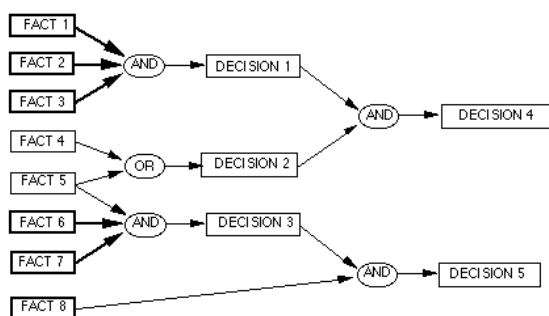 FACT 1
FACT 2
FACT 3
AND
DECISION 1
AND
DECISION 4
FACT 4
FACT 5
OR
DECISION 2
FACT 6
FACT 7
AND
DECISION 3
FACT 8
AND
DECISION 5